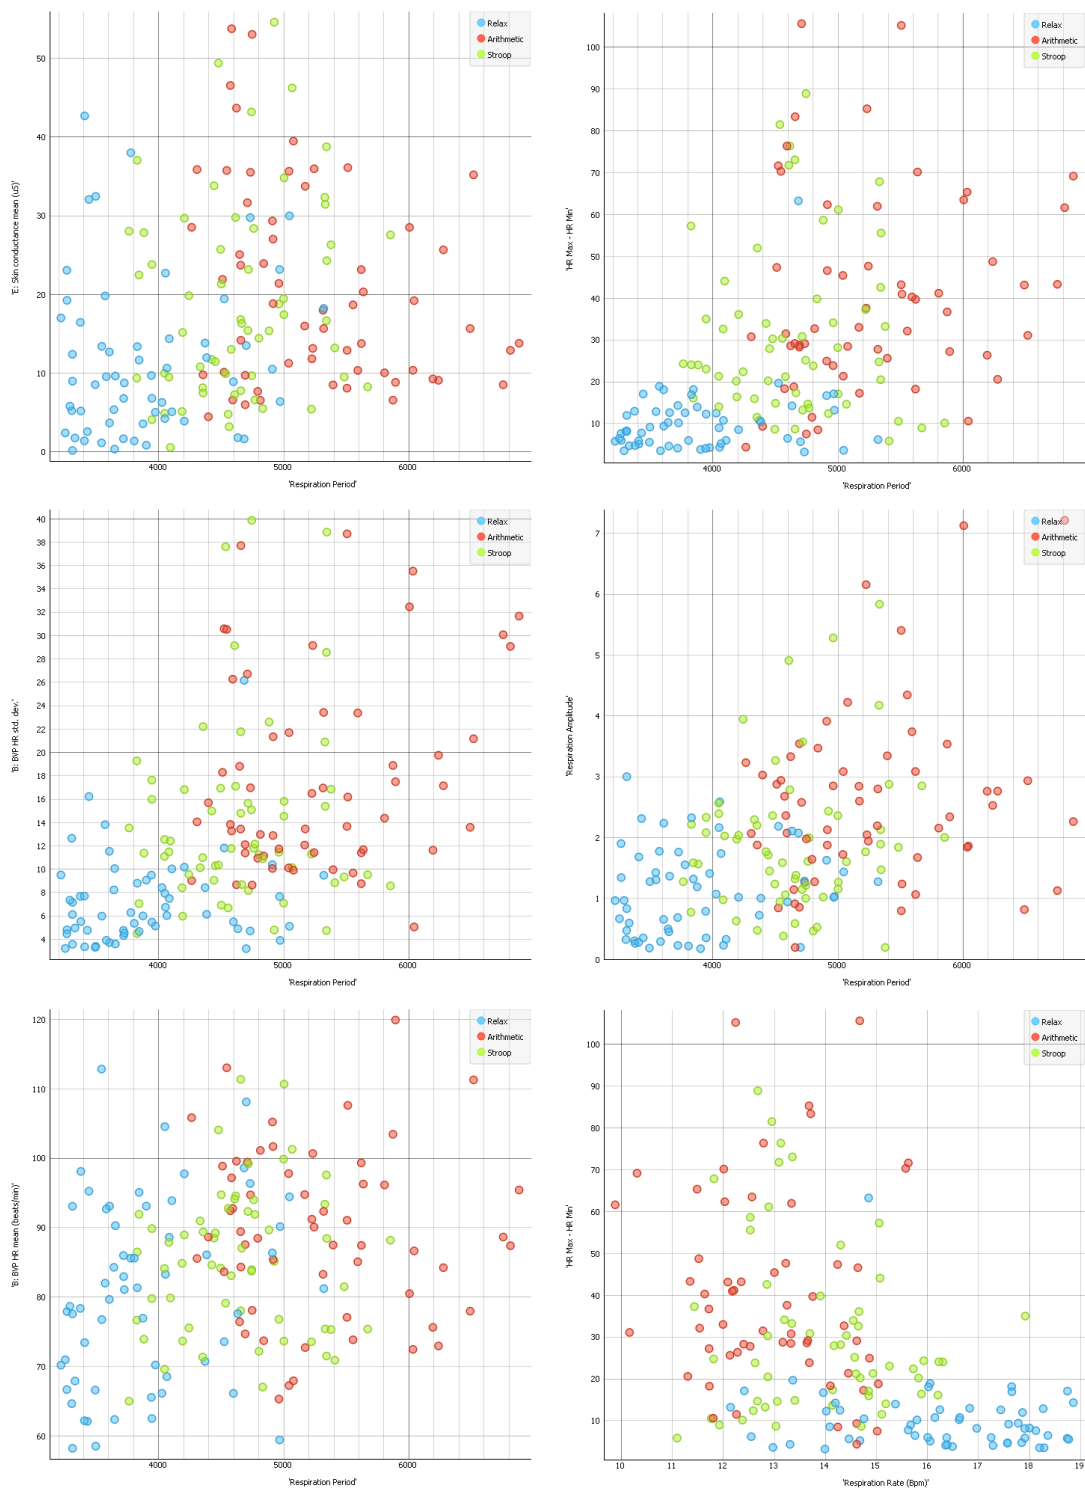 Relax
Arithmetic
Stroop
50
40
30
20
10
0
4000 5000 6000
'E: Skin conductance mean (uS)'
'Respiration Period'
Relax
Arithmetic
Stroop
100
90
80
70
60
50
40
30
20
10
4000 5000 6000
'HR Max - HR Min'
'Respiration Period'
Relax
Arithmetic
Stroop
40
38
36
34
32
30
28
26
24
22
20
18
16
14
12
10
8
6
4
4000 5000 6000
'B: BVP HR std. dev.'
'Respiration Period'
Relax
Arithmetic
Stroop
7
6
5
4
3
2
1
0
4000 5000 6000
'Respiration Amplitude'
'Respiration Period'
Relax
Arithmetic
Stroop
120
110
100
90
80
70
60
4000 5000 6000
'B: BVP HR mean (beats/min)'
'Respiration Period'
Relax
Arithmetic
Stroop
100
90
80
70
60
50
40
30
20
10
10 11 12 13 14 15 16 17 18 19
'HR Max - HR Min'
'Respiration Rate (Bpm)'